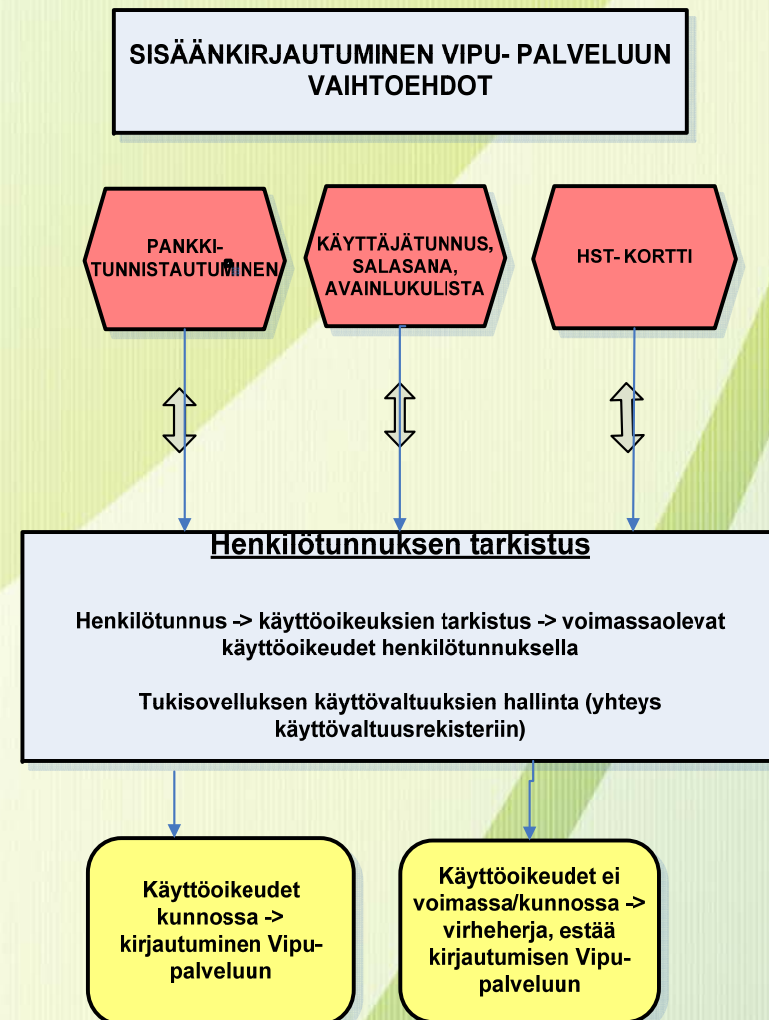 SISÄÄNKIRJAUTUMINEN VIPU- PALVELUUN
VAIHTOEHDOT
PANKKI-
TUNNISTAUTUMINEN
KÄYTTÄJÄTUNNUS,
SALASANA,
AVAINLUKULISTA
HST- KORTTI
Henkilötunnuksen tarkistus
Henkilötunnus -> käyttöoikeuksien tarkistus -> voimassaolevat
käyttöoikeudet henkilötunnuksella
Tukisovelluksen käyttövaltuuksien hallinta (yhteys
käyttövaltuusrekisteriin)
Käyttöoikeudet
kunnossa ->
kirjautuminen Vipu-
palveluun
Käyttöoikeudet ei
voimassa/kunnossa ->
virheherja, estää
kirjautumisen Vipu-
palveluun